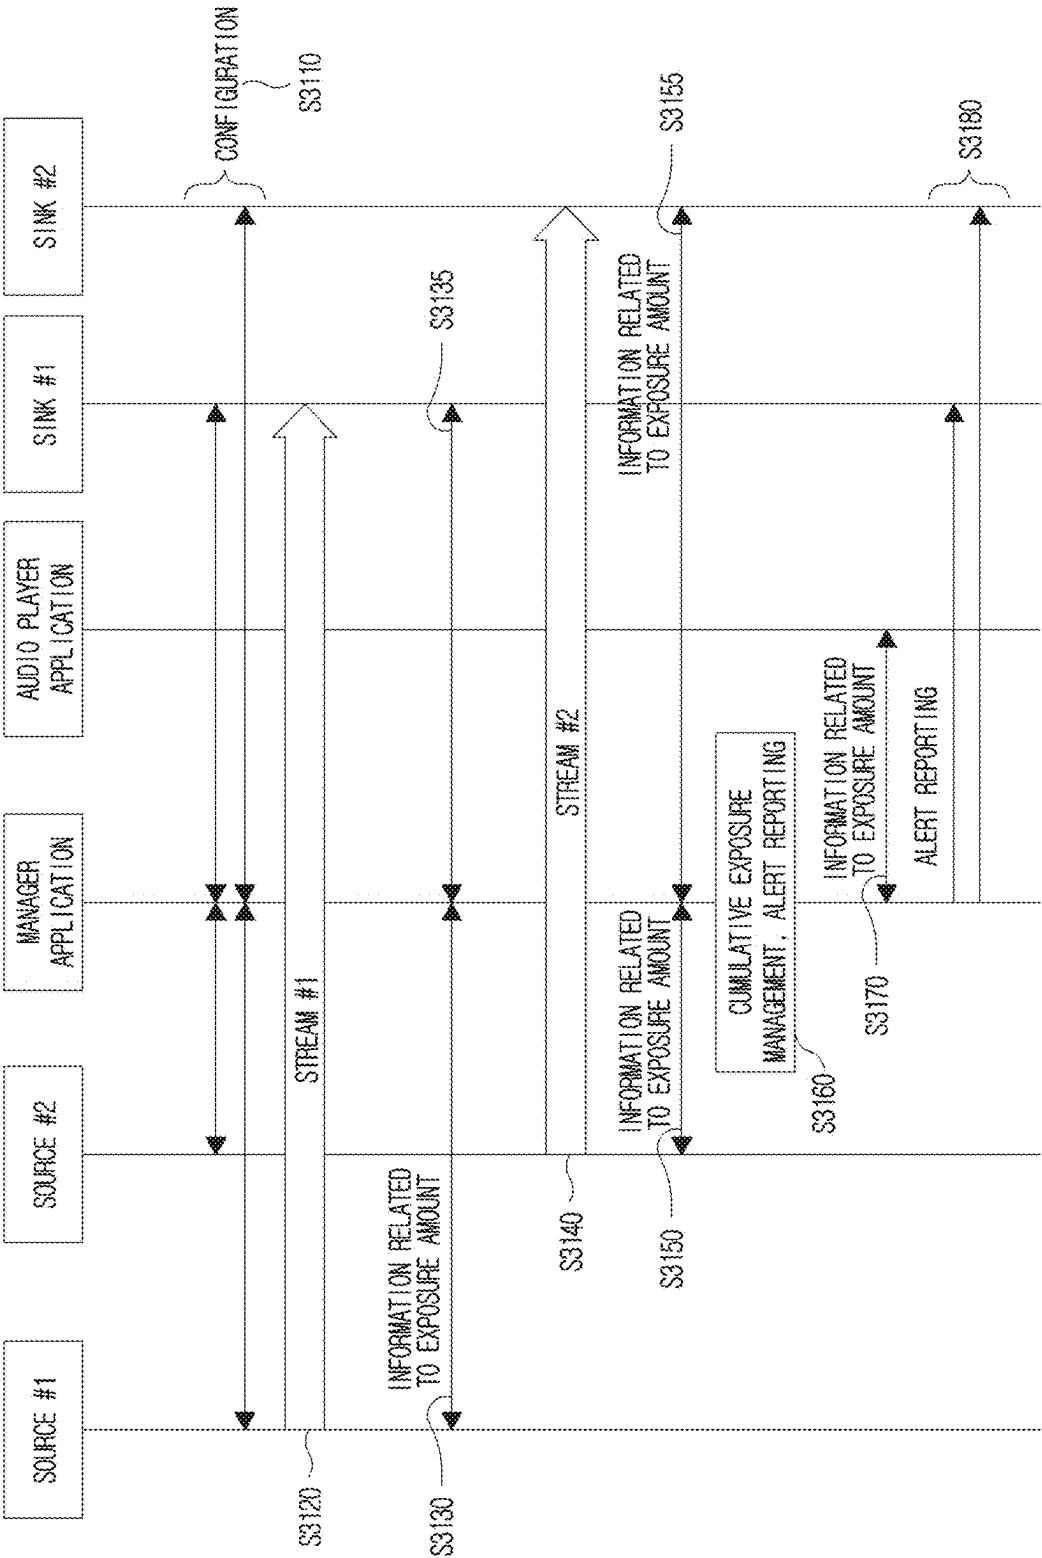 SOURCE #1
SOURCE #2
MANAGER
APPLICATION
AUDIO PLAYER
APPLICATION
SINK #1
SINK #2
CONFIGURATION
S3110
STREAM #1
S3120
INFORMATION RELATED
TO EXPOSURE AMOUNT
S3130
S3135
STREAM #2
S3140
INFORMATION RELATED
TO EXPOSURE AMOUNT
S3150
INFORMATION RELATED
TO EXPOSURE AMOUNT
S3155
CUMULATIVE EXPOSURE
MANAGEMENT, ALERT REPORTING
S3160
INFORMATION RELATED
TO EXPOSURE AMOUNT
S3170
ALERT REPORTING
S3180